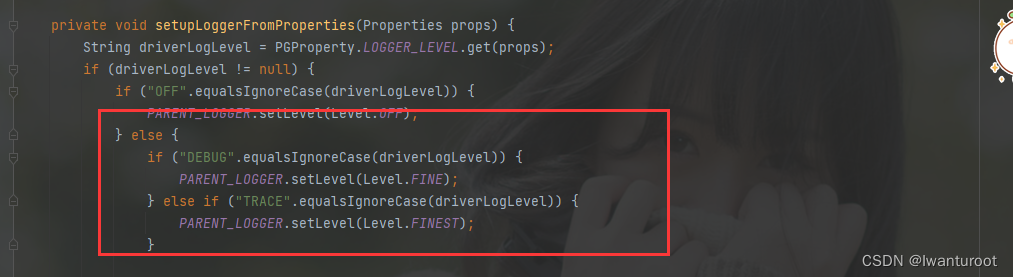 private void setupLoggerFromProperties(Properties props) {
String driverLogLevel = PGProperty.LOGGER_LEVEL.get(props);
if (driverLogLevel != null) {
if ("OFF".equalsIgnoreCase(driverLogLevel)) {
PARENT_LOGGER.setLevel(Level.OFF);
} else {
if ("DEBUG".equalsIgnoreCase(driverLogLevel)) {
PARENT_LOGGER.setLevel(Level.FINE);
} else if ("TRACE".equalsIgnoreCase(driverLogLevel)) {
PARENT_LOGGER.setLevel(Level.FINEST);
}
CSDN @Iwanturoot